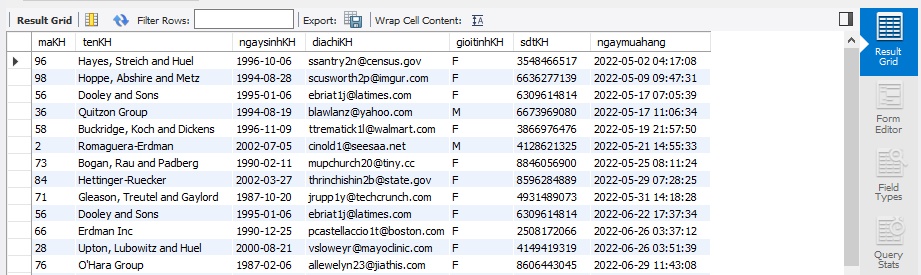 Result Grid Filter Rows: Export: Wrap Cell Content:
maKH tenKH ngaysinhKH diachiKH gioitinhKH sdtKH ngaymuahang
96 Hayes, Streich and Huel 1996-10-06 ssantry2n@census.gov F 3548466517 2022-05-02 04:17:08
98 Hoppe, Abshire and Metz 1994-08-28 scusworth2p@imgur.com F 6636277139 2022-05-09 09:47:31
56 Dooley and Sons 1995-01-06 ebriat1j@latimes.com F 6309614814 2022-05-17 07:05:39
36 Quitzon Group 1994-08-19 blawlanz@yahoo.com M 6673969080 2022-05-17 11:06:34
58 Buckridge, Koch and Dickens 1996-11-09 ttrematick1l@walmart.com F 3866976476 2022-05-19 21:57:50
2 Romaguera-Erdman 2002-07-05 cinold1@seesaa.net M 4128621325 2022-05-21 14:55:33
73 Bogan, Rau and Padberg 1990-02-11 mupchurch20@tiny.cc F 8846056900 2022-05-25 08:11:24
84 Hettinger-Ruecker 2002-03-27 thrinchishin2b@state.gov F 8596284889 2022-05-29 07:28:25
71 Gleason, Treutel and Gaylord 1987-10-20 jrupp1y@techcrunch.com F 4931489073 2022-05-31 14:18:28
56 Dooley and Sons 1995-01-06 ebriat1j@latimes.com F 6309614814 2022-06-22 17:37:34
66 Erdman Inc 1990-12-25 pcastellaccio1t@boston.com F 2508172066 2022-06-26 03:37:12
28 Upton, Lubowitz and Huel 2000-08-21 vsloweyr@mayoclinic.com F 4149419319 2022-06-26 03:51:39
76 O'Hara Group 1987-02-06 allewelyn23@jiathis.com F 8606443045 2022-06-29 11:43:08
Result
Grid
Form
Editor
Field
Types
Query
Stats